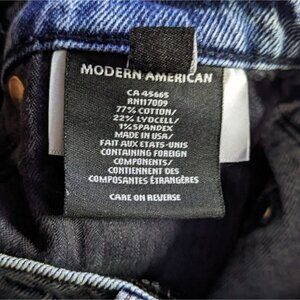 MODERN AMERICAN
CA 45665
RN117009
77% COTTON/
22% LYOCELL/
1% SPANDEX
MADE IN USA/
FAIT AUX ETATS-UNIS
CONTAINING FOREIGN
COMPONENTS/
CONTIENNENT DES
COMPOSANTES ÉTRANGÈRES
CARE ON REVERSE